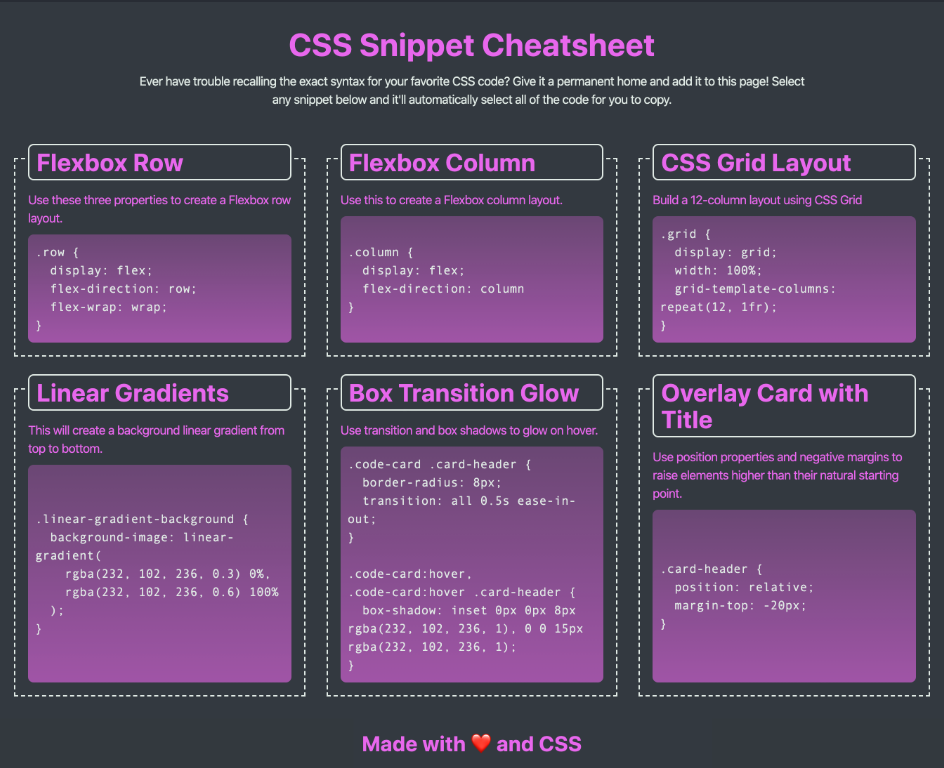 CSS Snippet Cheatsheet
Ever have trouble recalling the exact syntax for your favorite CSS code? Give it a permanent home and add it to this page! Select
any snippet below and it'll automatically select all of the code for you to copy.
Flexbox Row
Use these three properties to create a Flexbox row
layout.
.row {
  display: flex;
  flex-direction: row;
  flex-wrap: wrap;
}
Flexbox Column
Use this to create a Flexbox column layout.
.column {
  display: flex;
  flex-direction: column
}
CSS Grid Layout
Build a 12-column layout using CSS Grid
.grid {
  display: grid;
  width: 100%;
  grid-template-columns:
repeat(12, 1fr);
}
Linear Gradients
This will create a background linear gradient from
top to bottom.
.linear-gradient-background {
  background-image: linear-
gradient(
    rgba(232, 102, 236, 0.3) 0%,
    rgba(232, 102, 236, 0.6) 100%
  );
}
Box Transition Glow
Use transition and box shadows to glow on hover.
.code-card .card-header {
  border-radius: 8px;
  transition: all 0.5s ease-in-
out;
}
.code-card:hover,
.code-card:hover .card-header {
  box-shadow: inset 0px 0px 8px
rgba(232, 102, 236, 1), 0 0 15px
rgba(232, 102, 236, 1);
}
Overlay Card with
Title
Use position properties and negative margins to
raise elements higher than their natural starting
point.
.card-header {
  position: relative;
  margin-top: -20px;
}
Made with ❤️ and CSS